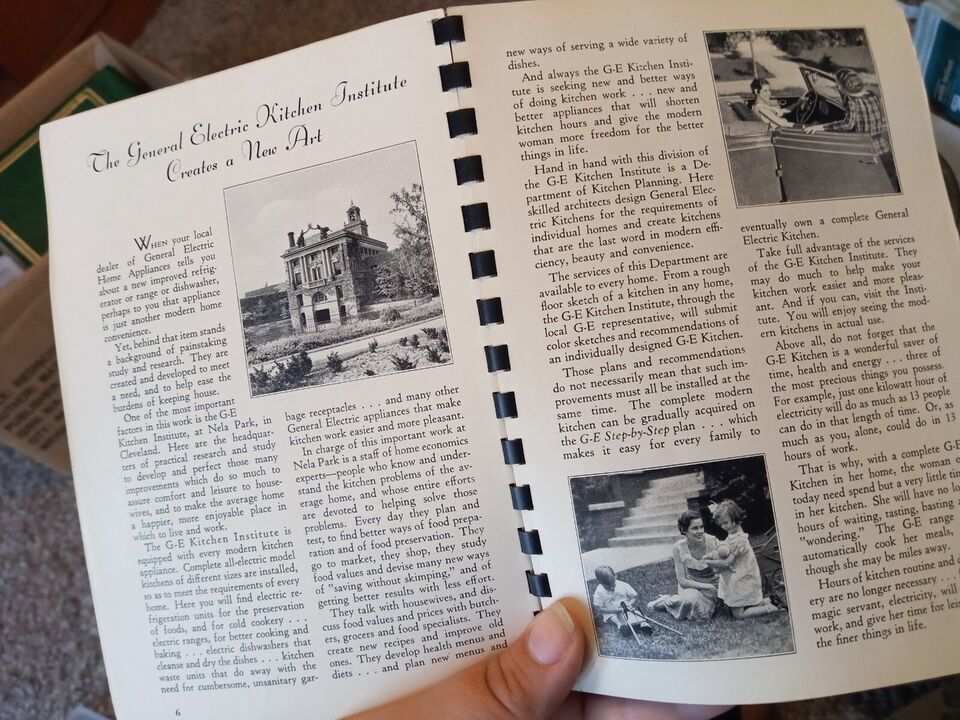 The General Electric Kitchen Institute
Creates a New Art
WHEN your local
dealer of General Electric
Home Appliances tells you
about a new improved refrig-
erator or range or dishwasher,
perhaps to you that appliance
is just another modern home
convenience.
Yet, behind that item stands
a background of painstaking
study and research. They are
created and developed to meet
a need, and to help ease the
burdens of keeping house.
One of the most important
factors in this work is the G-E
Kitchen Institute, at Nela Park, in
Cleveland. Here are the headquar-
ters of practical research and study
to develop and perfect those many
improvements which do so much to
assure comfort and leisure to house-
wives, and to make the average home
a happier, more enjoyable place in
which to live and work.
The G-E Kitchen Institute is
equipped with every modern kitchen
appliance. Complete all-electric model
kitchens of different sizes are installed,
so as to meet the requirements of every
home. Here you will find electric re-
frigeration units for the preservation
of foods, and for cold cookery . . .
electric ranges, for better cooking and
baking . . . electric dishwashers that
cleanse and dry the dishes . . . kitchen
waste units that do away with the
need for cumbersome, unsanitary gar-
bage receptacles . . . and many other
General Electric appliances that make
kitchen work easier and more pleasant.
In charge of this important work at
Nela Park is a staff of home economics
experts—people who know and under-
stand the kitchen problems of the av-
erage home, and whose entire efforts
are devoted to helping solve those
problems. Every day they plan and
test, to find better ways of food prepa-
ration and of food preservation. They
go to market, they shop, they study
food values and devise many new ways
of "saving without skimping," and of
getting better results with less effort.
They talk with housewives, and dis-
cuss food values and prices with butch-
ers, grocers and food specialists. They
create new recipes and improve old
ones. They develop health menus and
diets . . . and plan new menus and
6
new ways of serving a wide variety of
dishes.
And always the G-E Kitchen Insti-
tute is seeking new and better ways
of doing kitchen work . . . new and
better appliances that will shorten
kitchen hours and give the modern
woman more freedom for the better
things in life.
Hand in hand with this division of
the G-E Kitchen Institute is a De-
partment of Kitchen Planning. Here
skilled architects design General Elec-
tric Kitchens for the requirements of
individual homes and create kitchens
that are the last word in modern effi-
ciency, beauty and convenience.
The services of this Department are
available to every home. From a rough
floor sketch of a kitchen in any home,
the G-E Kitchen Institute, through the
local G-E representative, will submit
color sketches and recommendations of
an individually designed G-E Kitchen.
Those plans and recommendations
do not necessarily mean that such im-
provements must be installed at the
same time. The complete modern
kitchen can be gradually acquired on
the G-E Step-by-Step plan . . . which
makes it easy for every family to
eventually own a complete General
Electric Kitchen.
Take full advantage of the services
of the G-E Kitchen Institute. They
may do much to help make your
kitchen work easier and more pleas-
ant. And if you can, visit the Insti-
tute. You will enjoy seeing the mod-
ern kitchens in actual use.
Above all, do not forget that the
G-E Kitchen is a wonderful saver of
time, health and energy . . . three of
the most precious things you possess.
For example, just one kilowatt hour of
electricity will do as much as 13 people
can do in that length of time. Or, as
much as you, alone, could do in 13
hours of work.
That is why, with a complete G-E
Kitchen in her home, the woman of
today need spend but a very little
in her kitchen. She will have no
hours of waiting, tasting, basting
"wondering." The G-E range
automatically cook her meals,
though she may be miles away.
Hours of kitchen routine and
ery are no longer necessary . . .
magic servant, electricity, will
work, and give her time for
the finer things in life.